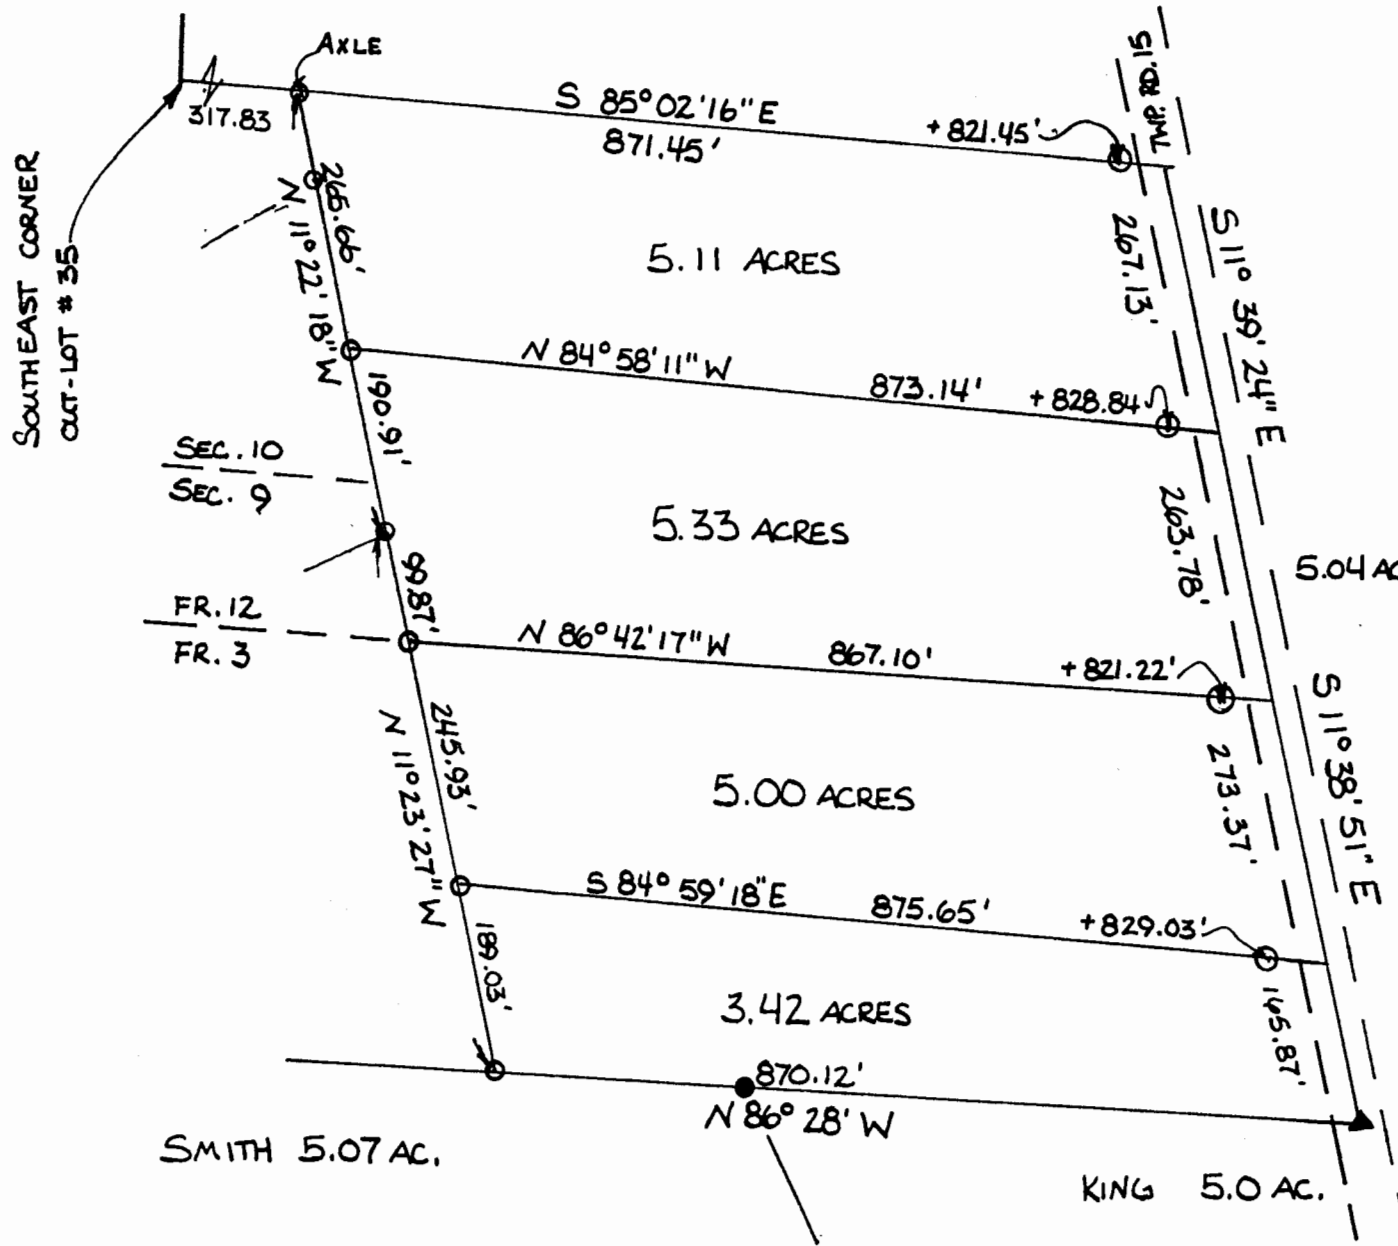 AXLE
317.83
SOUTHEAST CORNER
OUT-LOT # 35
S 85° 02' 16" E
871.45'
+ 821.45'
TWP. RD. 15
265.66'
N 11° 22' 18" W
267.13'
S 11° 39' 24" E
5.11 ACRES
N 84° 58' 11" W
873.14'
+ 828.84'
190.91'
SEC. 10
SEC. 9
5.33 ACRES
263.78'
5.04 AC
99.87'
FR. 12
FR. 3
N 86° 42' 17" W
867.10'
+ 821.22'
245.93'
N 11° 23' 27" W
273.37'
S 11° 38' 51" E
5.00 ACRES
S 84° 59' 18" E
875.65'
+ 829.03'
189.03'
3.42 ACRES
165.87'
870.12'
N 86° 28' W
SMITH 5.07 AC.
KING 5.0 AC.